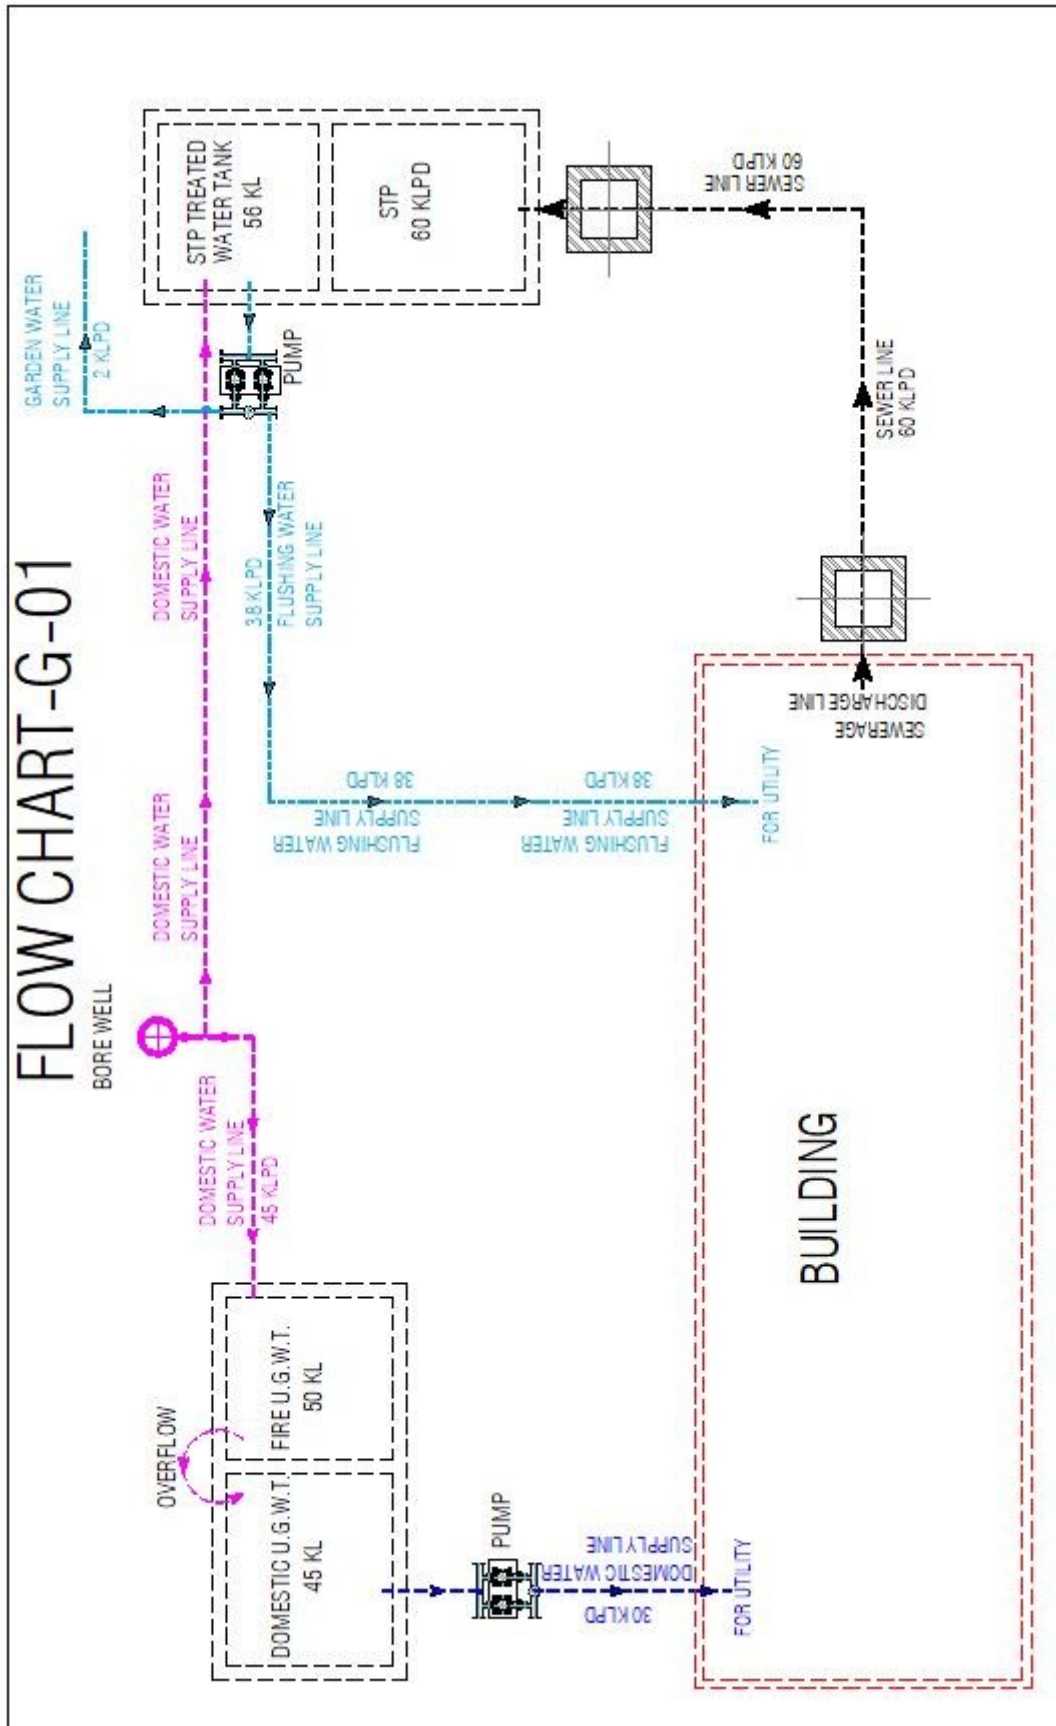 FLOW CHART-G-01
BORE WELL
OVERFLOW
DOMESTIC U.G.W.T.
45 KL
FIRE U.G.W.T.
50 KL
DOMESTIC WATER
SUPPLY LINE
45 KLPD
DOMESTIC WATER
SUPPLY LINE
DOMESTIC WATER
SUPPLY LINE
GARDEN WATER
SUPPLY LINE
2 KLPD
STP TREATED
WATER TANK
56 KL
STP
60 KLPD
PUMP
38 KLPD
FLUSHING WATER
SUPPLY LINE
FLUSHING WATER
SUPPLY LINE
38 KLPD
FLUSHING WATER
SUPPLY LINE
38 KLPD
FOR UTILITY
PUMP
30 KLPD
DOMESTIC WATER
SUPPLY LINE
FOR UTILITY
BUILDING
SEWERAGE
DISCHARGE LINE
SEWER LINE
60 KLPD
SEWER LINE
60 KLPD